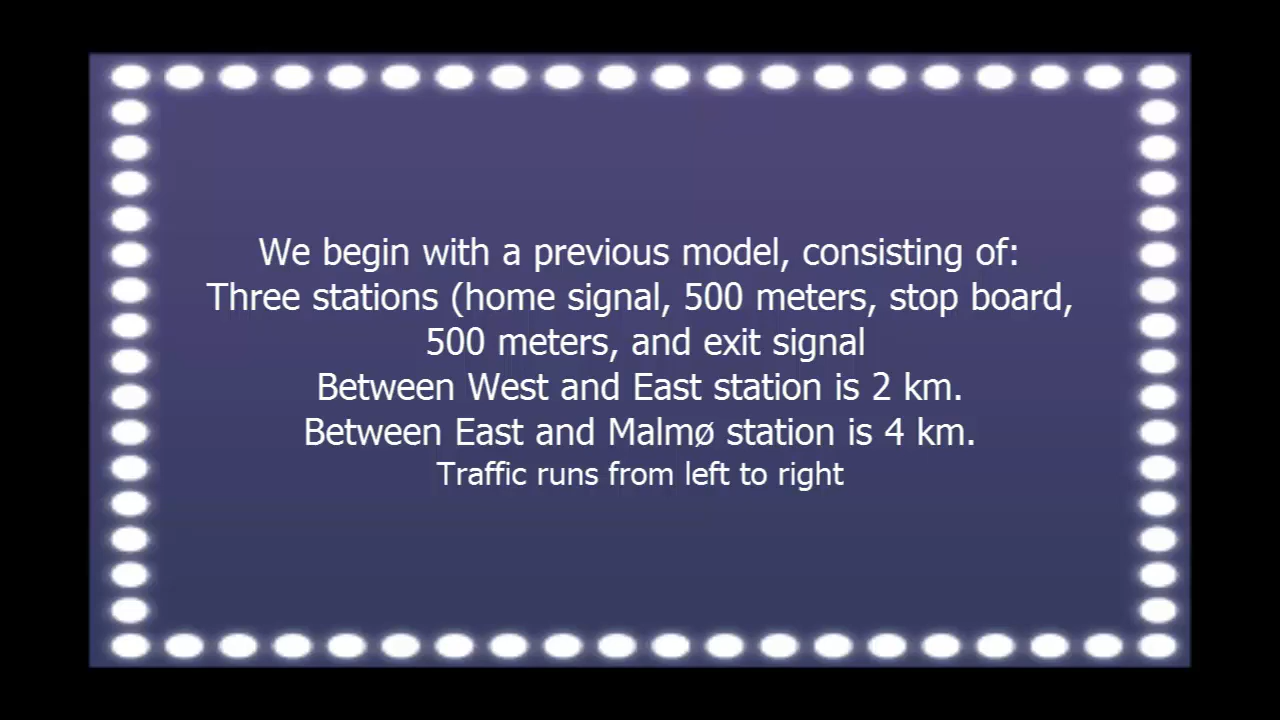 We begin with a previous model, consisting of:
Three stations (home signal, 500 meters, stop board,
500 meters, and exit signal
Between West and East station is 2 km.
Between East and Malmø station is 4 km.
Traffic runs from left to right